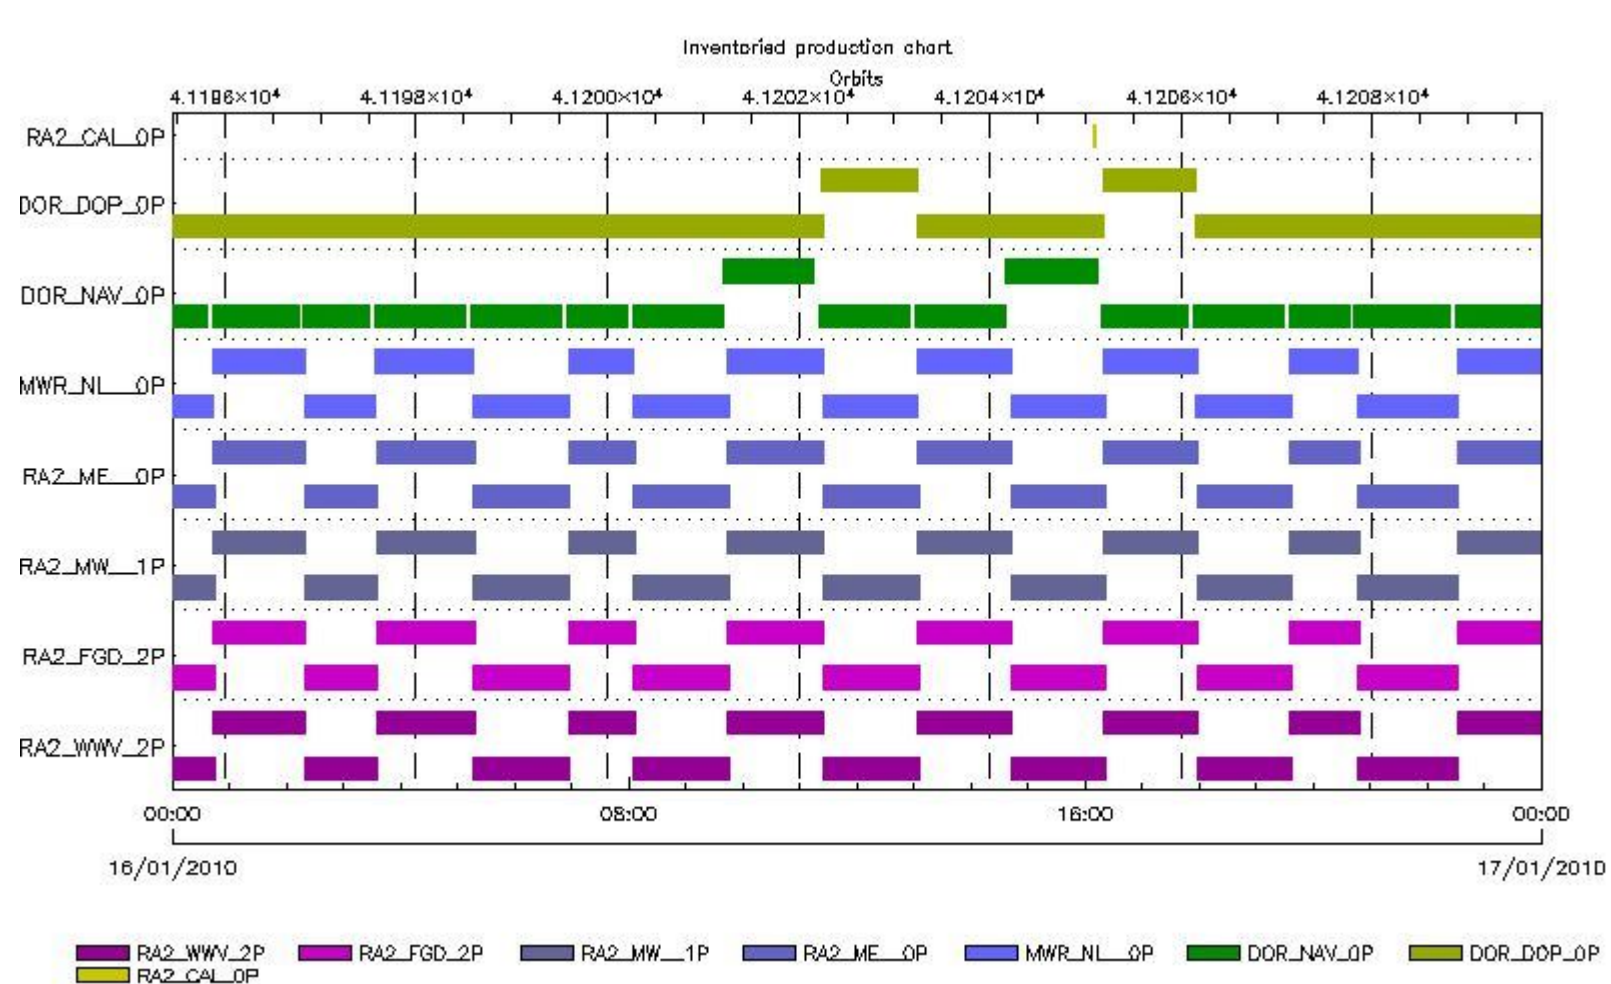 Inventoried production chart
Orbits
4.1196×10⁴ 4.1198×10⁴ 4.1200×10⁴ 4.1202×10⁴ 4.1204×10⁴ 4.1206×10⁴ 4.1208×10⁴
RA2_CAL_0P
DOR_DOP_0P
DOR_NAV_0P
MWR_NL__0P
RA2_ME__0P
RA2_MW__1P
RA2_FGD_2P
RA2_WWV_2P
00:00 08:00 16:00 00:00
16/01/2010 17/01/2010
RA2_WWV_2P RA2_FGD_2P RA2_MW__1P RA2_ME__0P MWR_NL__0P DOR_NAV_0P DOR_DOP_0P
RA2_CAL_0P